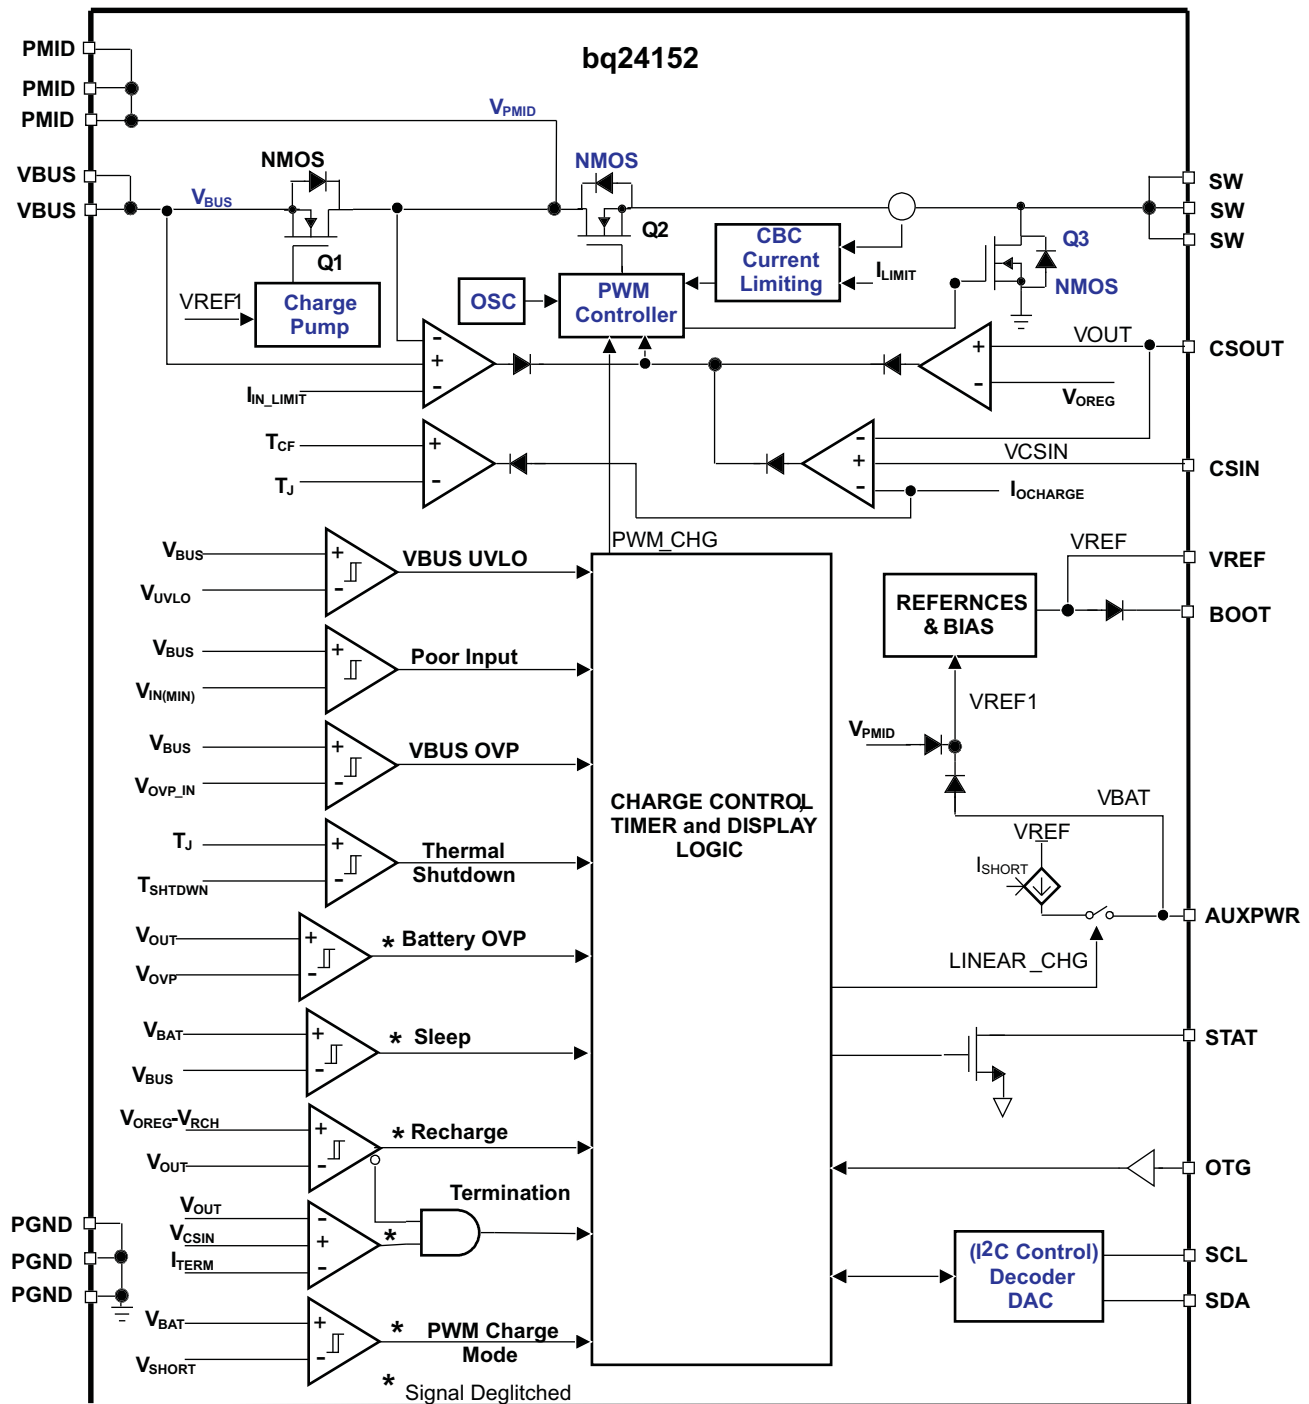 bq24152
PMID
PMID
PMID
VBUS
VBUS
VPMID
NMOS
NMOS
VBUS
Q1
Q2
VREF1
Charge
Pump
OSC
PWM
Controller
CBC
Current
Limiting
ILIMIT
Q3
NMOS
SW
SW
SW
IIN_LIMIT
- + -
VOUT
+ -
VOREG
CSOUT
TCF
TJ
+ -
VCSIN
- + -
IOCHARGE
CSIN
PWM_CHG
VBUS
VUVLO
+ -
VBUS UVLO
VREF
VREF
REFERNCES
& BIAS
BOOT
VBUS
VIN(MIN)
+ -
Poor Input
VREF1
VPMID
VBUS
VOVP_IN
+ -
VBUS OVP
CHARGE CONTROL,
TIMER and DISPLAY
LOGIC
VBAT
VREF
ISHORT
TJ
TSHTDWN
+ -
Thermal
Shutdown
AUXPWR
VOUT
VOVP
+ -
* Battery OVP
LINEAR_CHG
VBAT
VBUS
+ -
* Sleep
STAT
VOREG-VRCH
VOUT
+ -
* Recharge
OTG
Termination
VOUT
VCSIN
ITERM
- + -
*
PGND
PGND
PGND
(I2C Control)
Decoder
DAC
SCL
SDA
VBAT
VSHORT
+ -
* PWM Charge
Mode
* Signal Deglitched